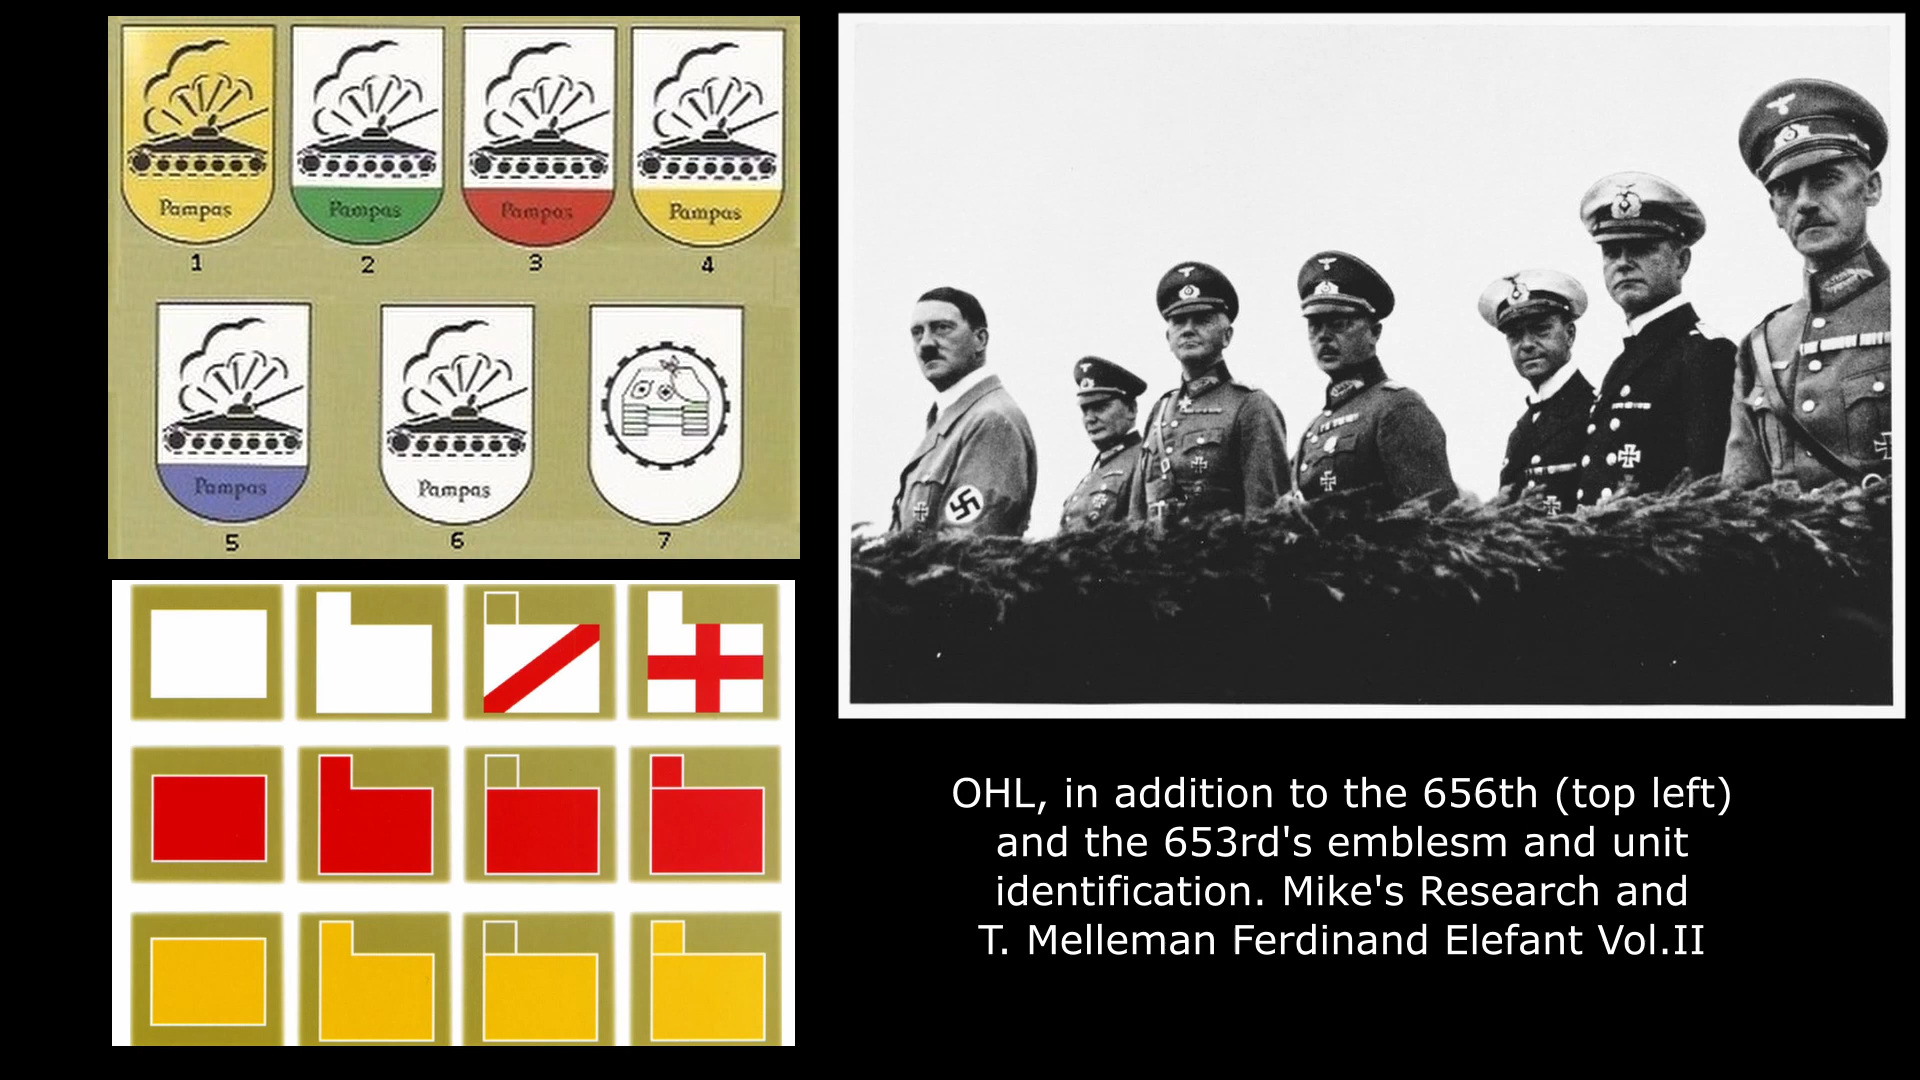 Pampas
Pampas
Pampas
Pampas
1
2
3
4
Pampas
Pampas
5
6
7
OHL, in addition to the 656th (top left)
and the 653rd's emblesm and unit
identification. Mike's Research and
T. Melleman Ferdinand Elefant Vol.II